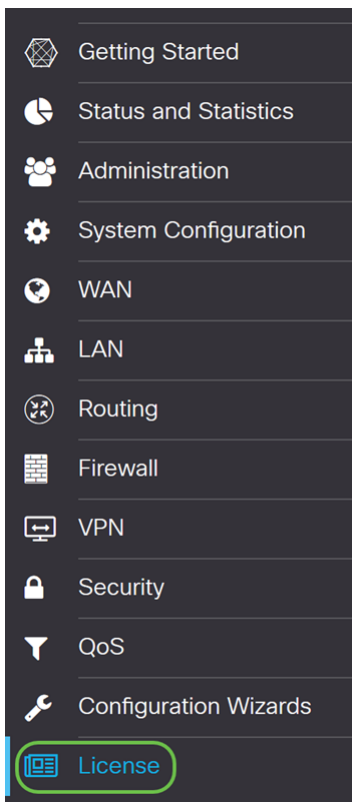 Getting Started
Status and Statistics
Administration
System Configuration
WAN
LAN
Routing
Firewall
VPN
Security
QoS
Configuration Wizards
License